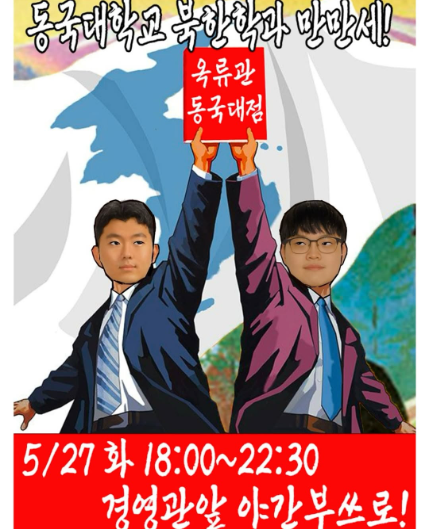 동국대학교 북한학과 만만세!
옥류관
동국대점
5/27 화 18:00~22:30
경영관앞 야간부쓰로!